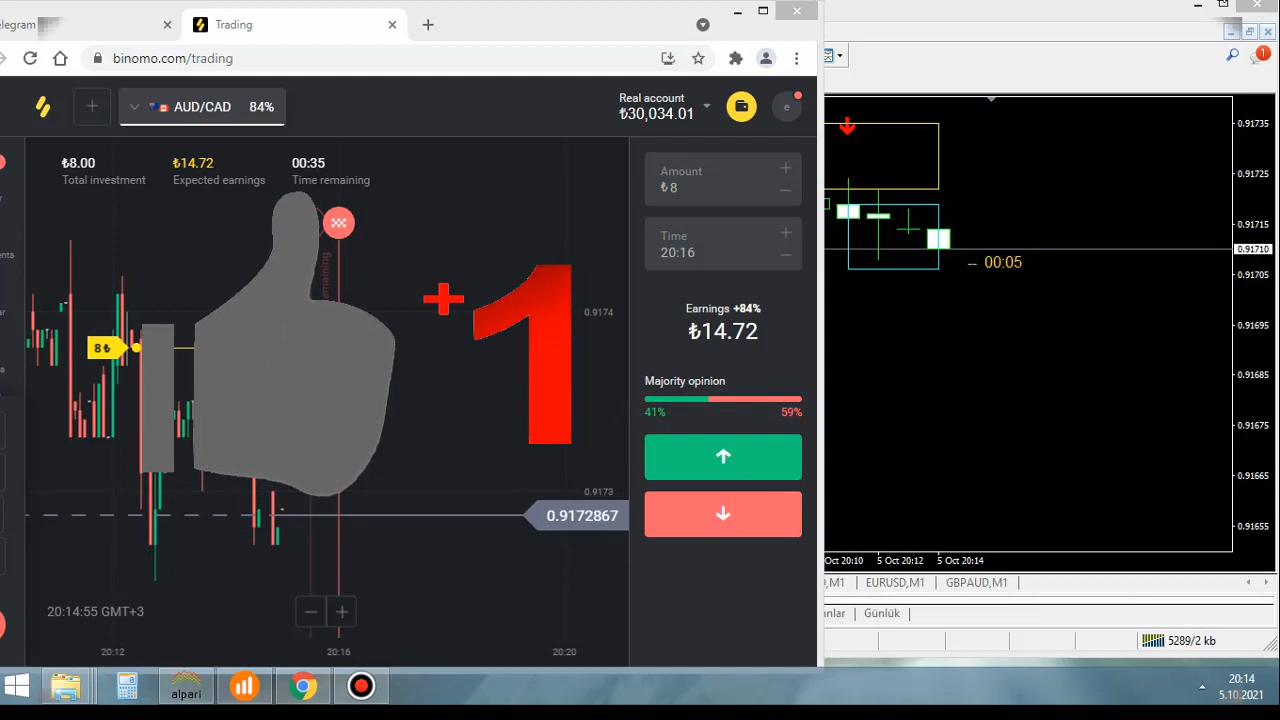 elegram
Trading
binomo.com/trading
AUD/CAD 84%
Real account
₺30,034.01
e
₺8.00
Total investment
₺14.72
Expected earnings
00:35
Time remaining
Amount
₺8
Time
20:16
Earnings +84%
₺14.72
Majority opinion
41% 59%
8₺
+1
0.9174
0.9173
0.9172867
20:14:55 GMT+3
20:12 20:16 20:20
1
0.91735
0.91725
0.91715
0.91710
0.91705
0.91695
0.91685
0.91675
0.91665
0.91655
-- 00:05
Oct 20:10 5 Oct 20:12 5 Oct 20:14
,M1 EURUSD,M1 GBPAUD,M1
nlar Günlük
5289/2 kb
alpari
20:14
5.10.2021